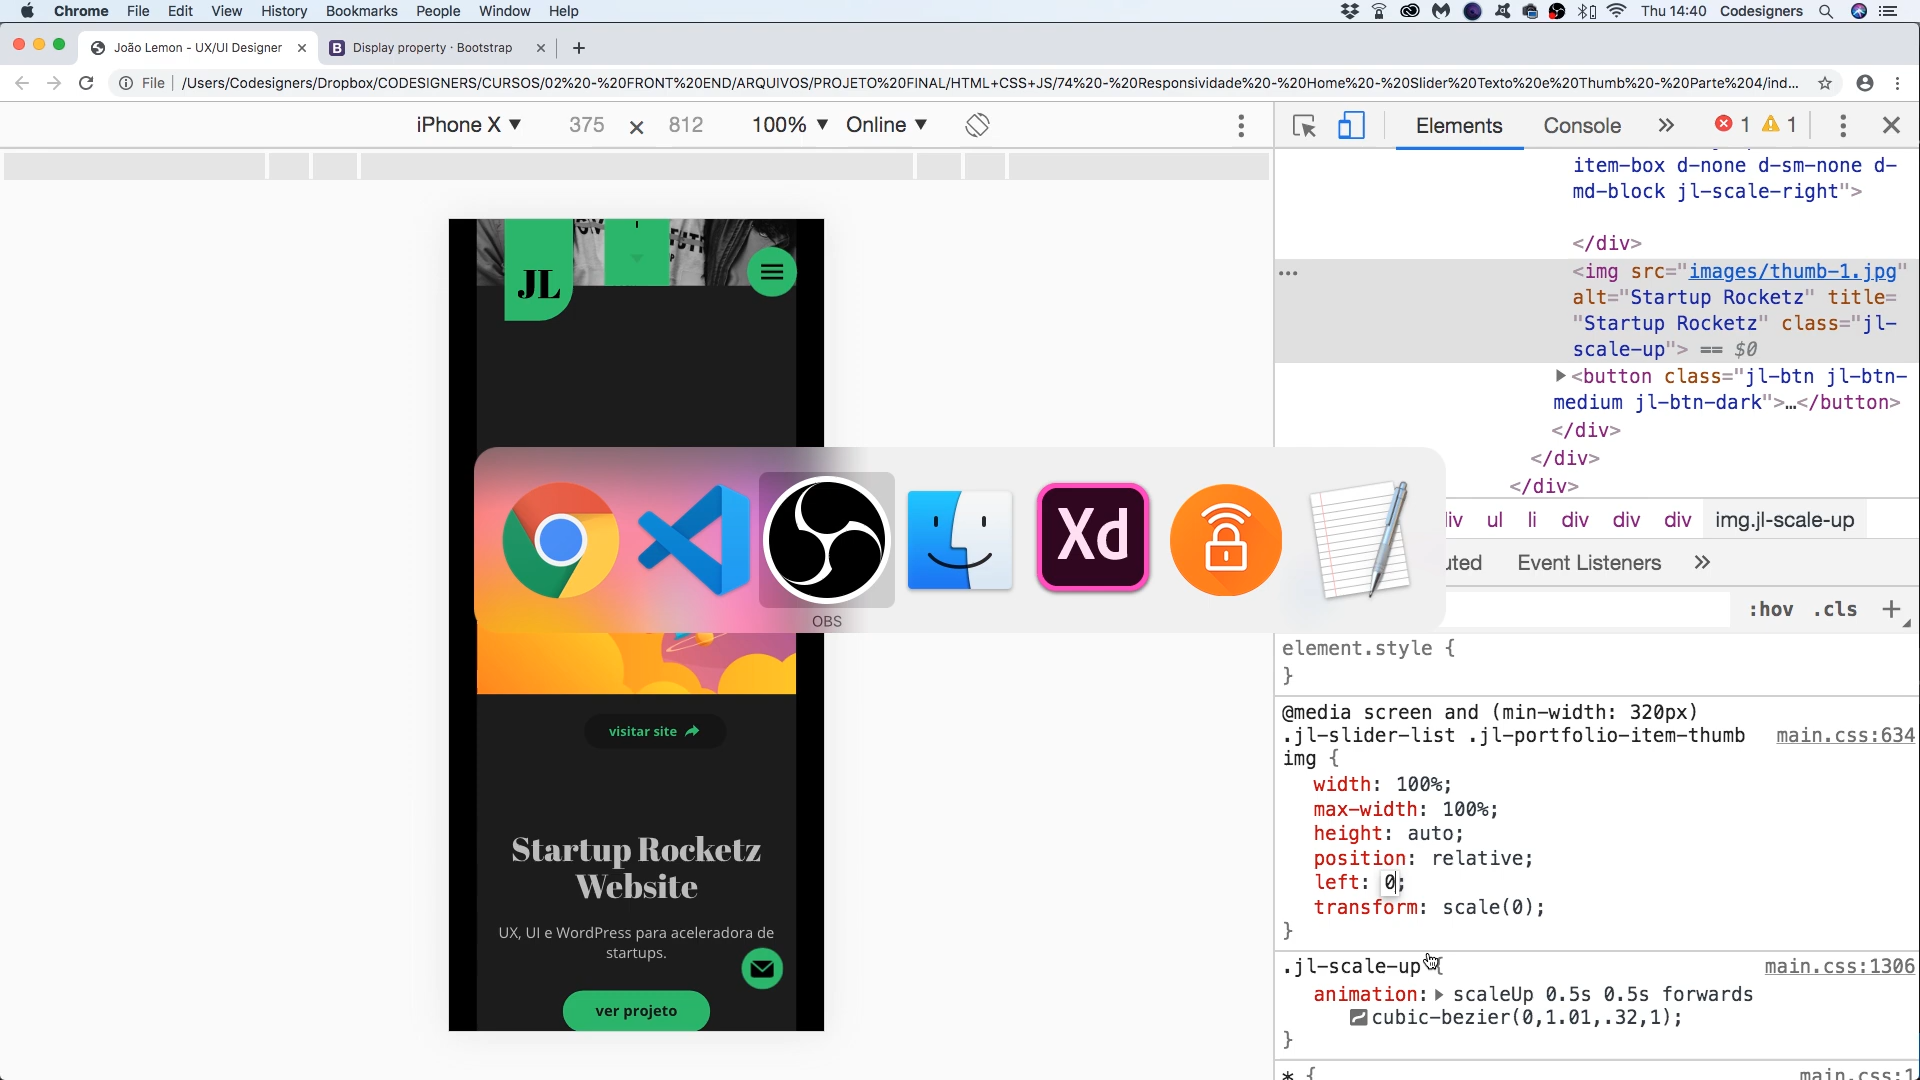 Chrome File Edit View History Bookmarks People Window Help Thu 14:40 Codesigners
João Lemon - UX/UI Designer Display property · Bootstrap
File /Users/Codesigners/Dropbox/CODESIGNERS/CURSOS/02%20-%20FRONT%20END/ARQUIVOS/PROJETO%20FINAL/HTML+CSS+JS/74%20-%20Responsividade%20-%20Home%20-%20Slider%20Texto%20e%20Thumb%20-%20Parte%204/ind...
iPhone X ▼ 375 × 812 100% ▼ Online ▼
Elements Console » 1 1
item-box d-none d-sm-none d-
md-block jl-scale-right">
</div>
<img src="images/thumb-1.jpg"
alt="Startup Rocketz" title=
"Startup Rocketz" class="jl-
scale-up"> == $0
<button class="jl-btn jl-btn-
medium jl-btn-dark">…</button>
</div>
</div>
</div>
iv ul li div div div img.jl-scale-up
uted Event Listeners »
:hov .cls +
element.style {
}
@media screen and (min-width: 320px)
.jl-slider-list .jl-portfolio-item-thumb main.css:634
img {
width: 100%;
max-width: 100%;
height: auto;
position: relative;
left: 0;
transform: scale(0);
}
.jl-scale-up { main.css:1306
animation: scaleUp 0.5s 0.5s forwards
cubic-bezier(0,1.01,.32,1);
}
* { main.css:1
JL
Xd
OBS
visitar site
Startup Rocketz
Website
UX, UI e WordPress para aceleradora de
startups.
ver projeto